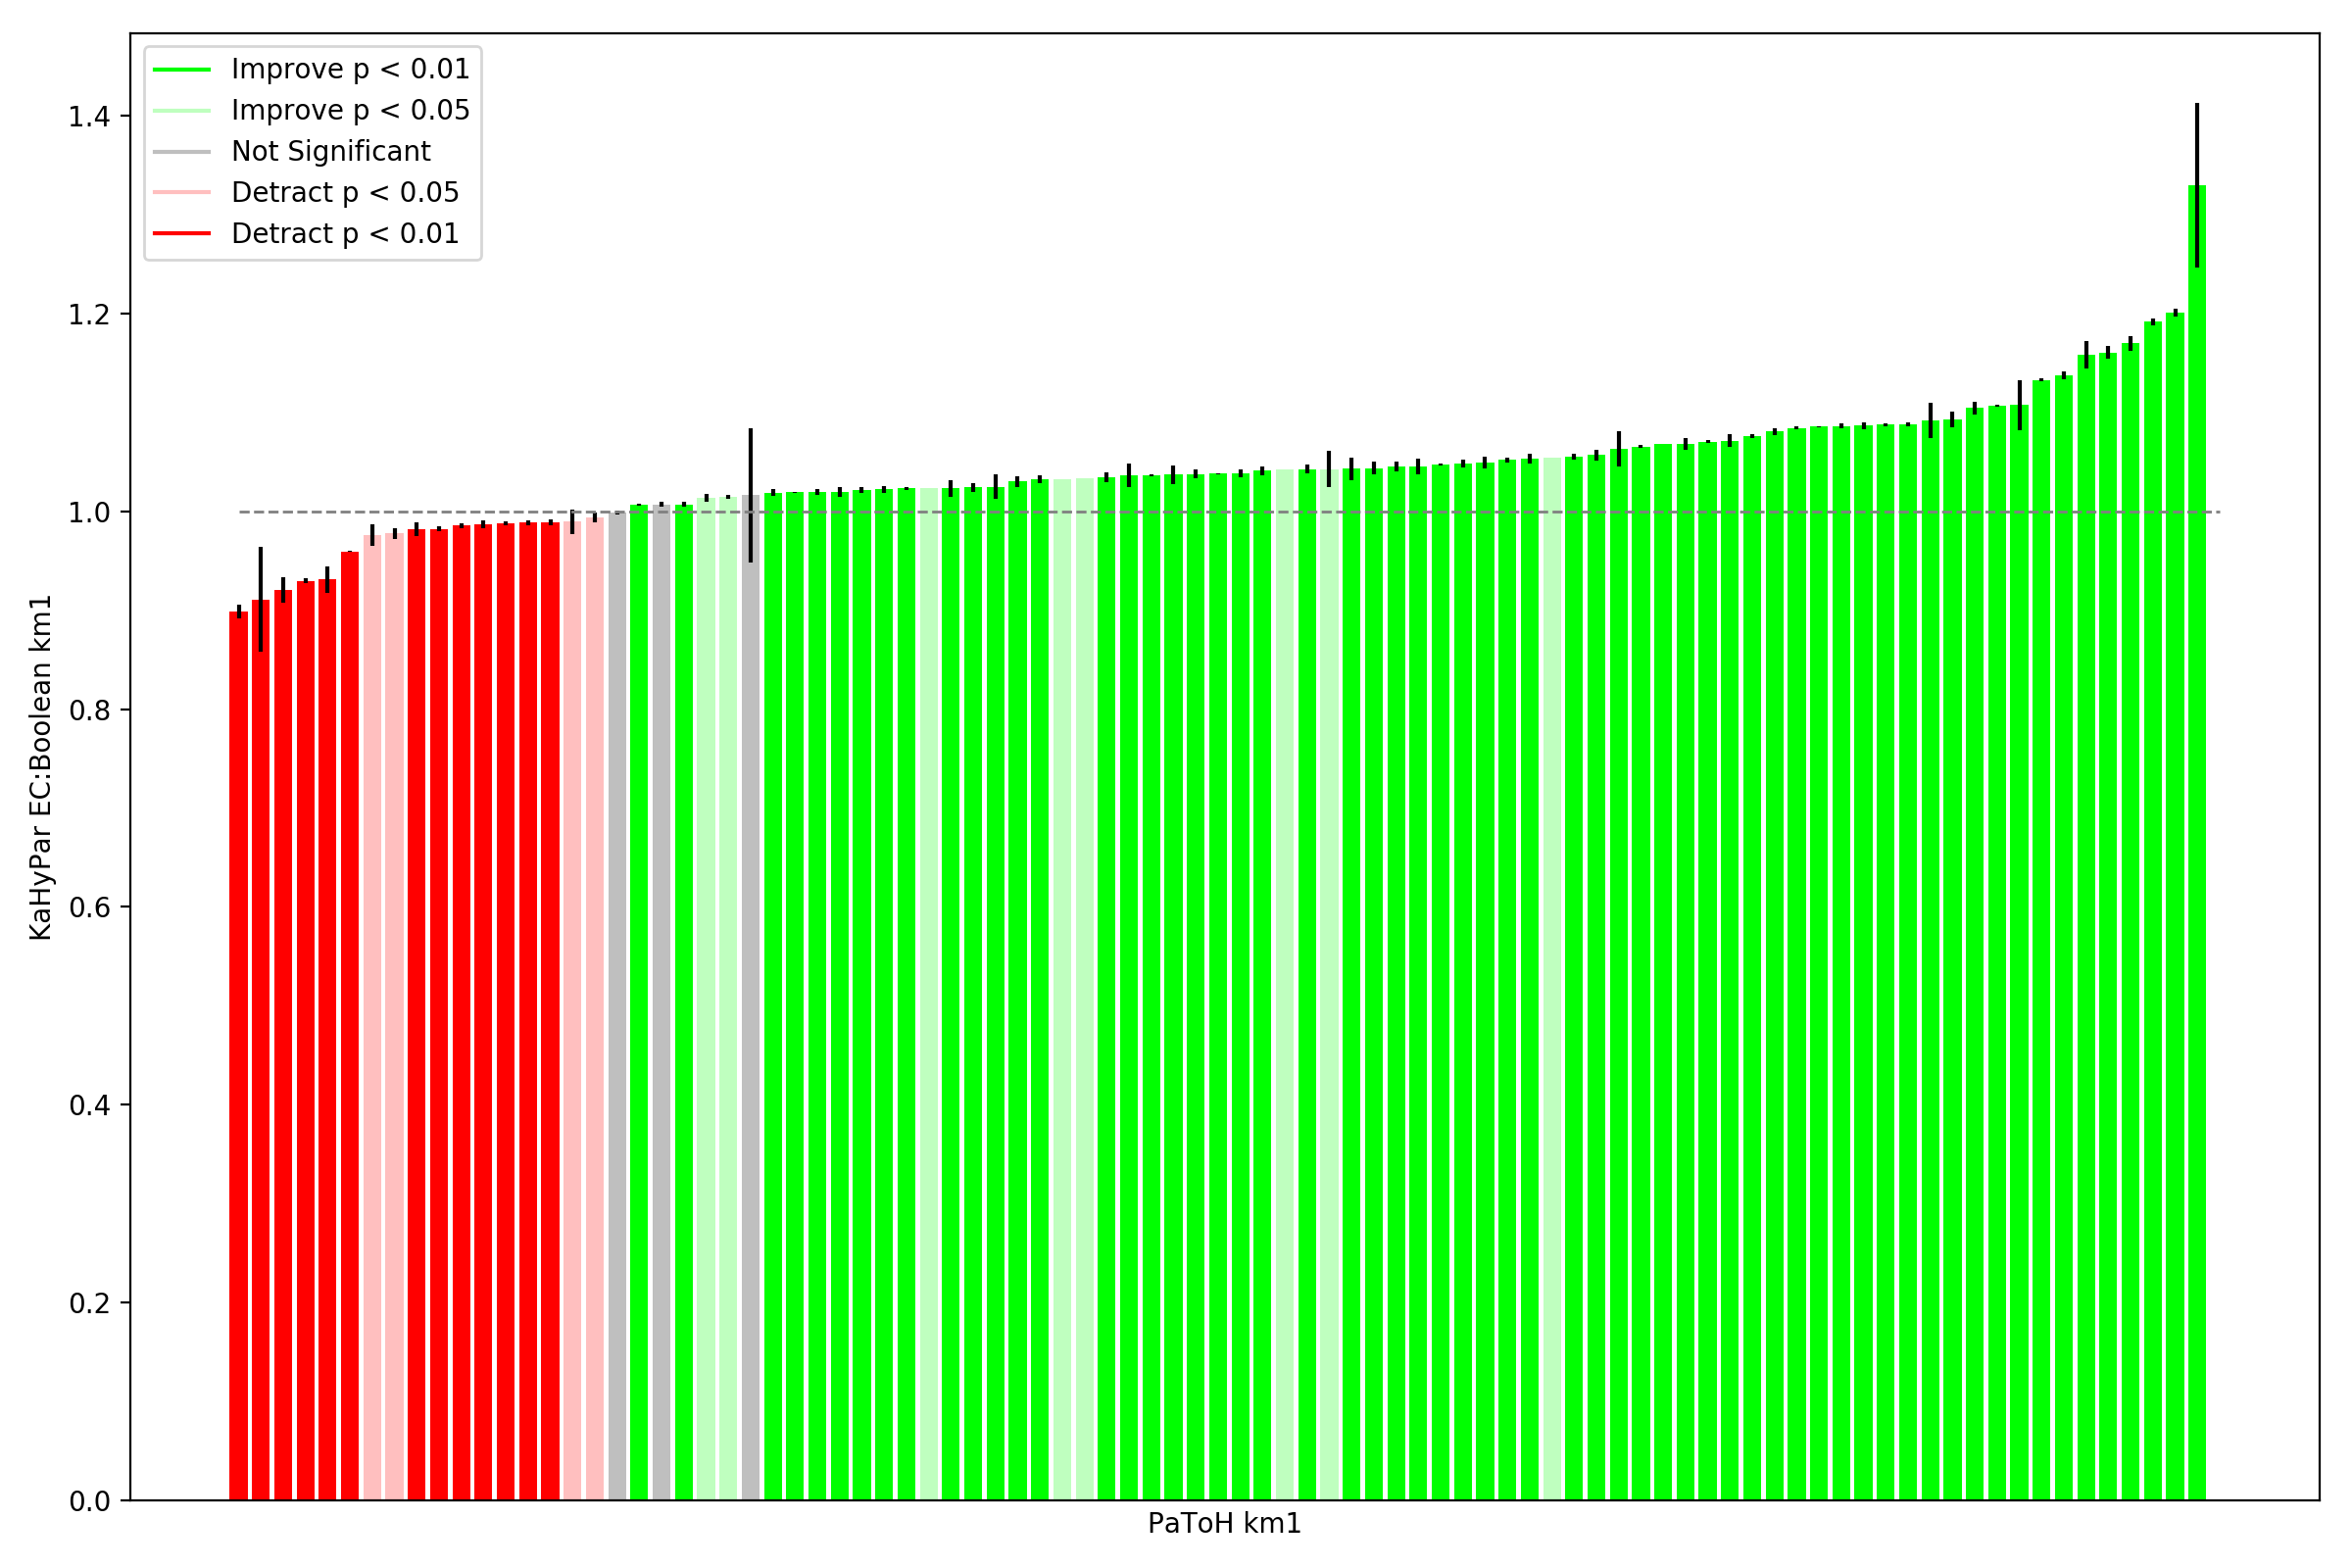 Improve p < 0.01
Improve p < 0.05
Not Significant
Detract p < 0.05
Detract p < 0.01
1.4
1.2
1.0
0.8
0.6
0.4
0.2
0.0
KaHyPar EC:Boolean km1
PaToH km1